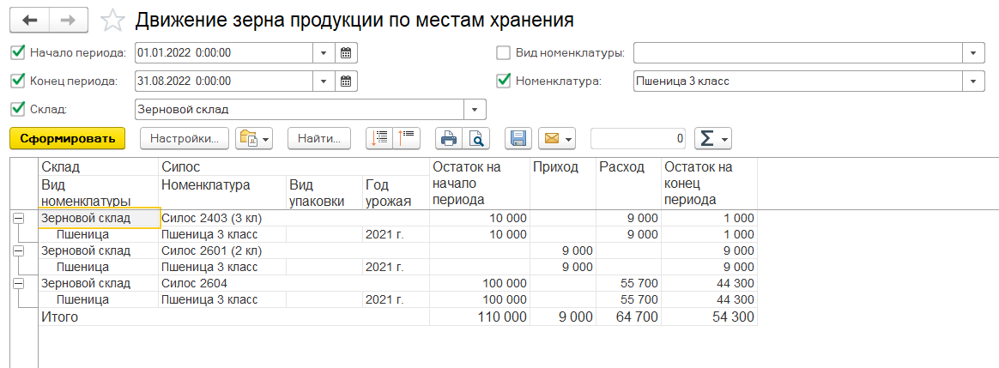 Движение зерна продукции по местам хранения
Начало периода: 01.01.2022 0:00:00 Вид номенклатуры:
Конец периода: 31.08.2022 0:00:00 Номенклатура: Пшеница 3 класс
Склад: Зерновой склад
Сформировать Настройки... Найти... 0 Σ
Склад Силос Остаток на начало периода Приход Расход Остаток на конец периода
Вид номенклатуры Номенклатура Вид упаковки Год урожая
Зерновой склад Силос 2403 (3 кл) 10 000 9 000 1 000
Пшеница Пшеница 3 класс 2021 г. 10 000 9 000 1 000
Зерновой склад Силос 2601 (2 кл) 9 000 9 000
Пшеница Пшеница 3 класс 2021 г. 9 000 9 000
Зерновой склад Силос 2604 100 000 55 700 44 300
Пшеница Пшеница 3 класс 2021 г. 100 000 55 700 44 300
Итого 110 000 9 000 64 700 54 300